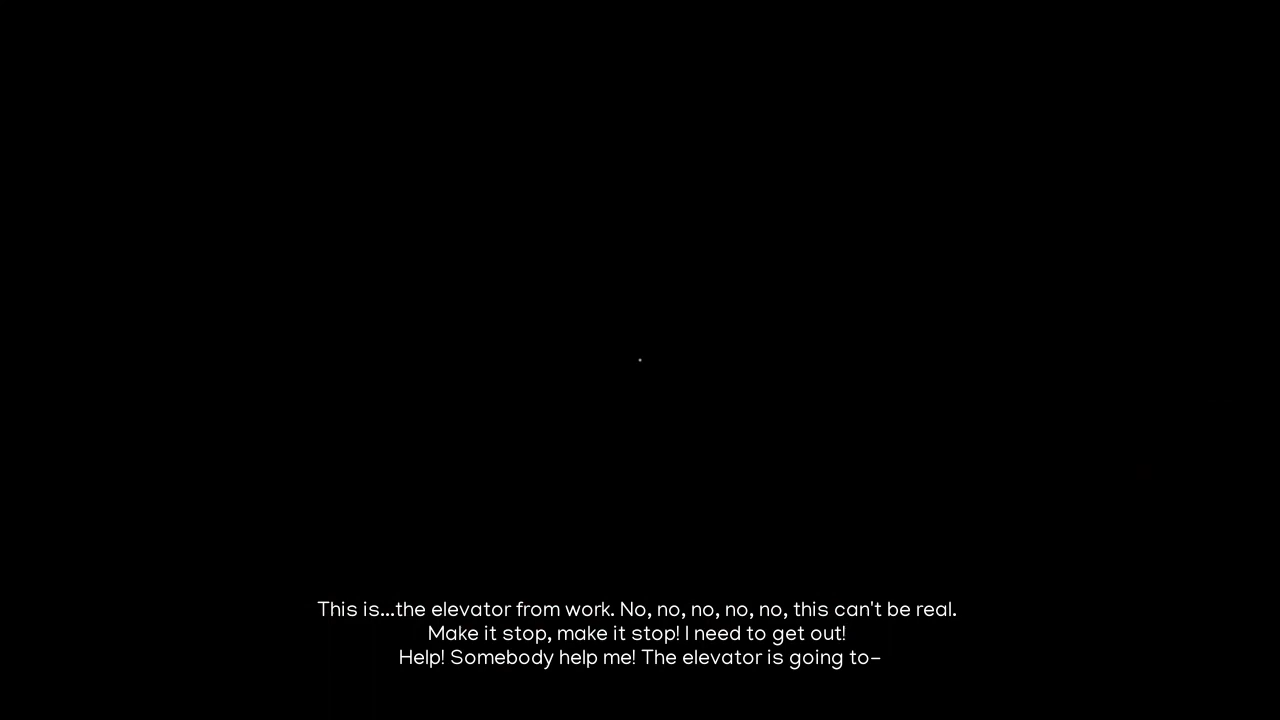 This is...the elevator from work. No, no, no, no, no, this can't be real.
Make it stop, make it stop! I need to get out!
Help! Somebody help me! The elevator is going to-